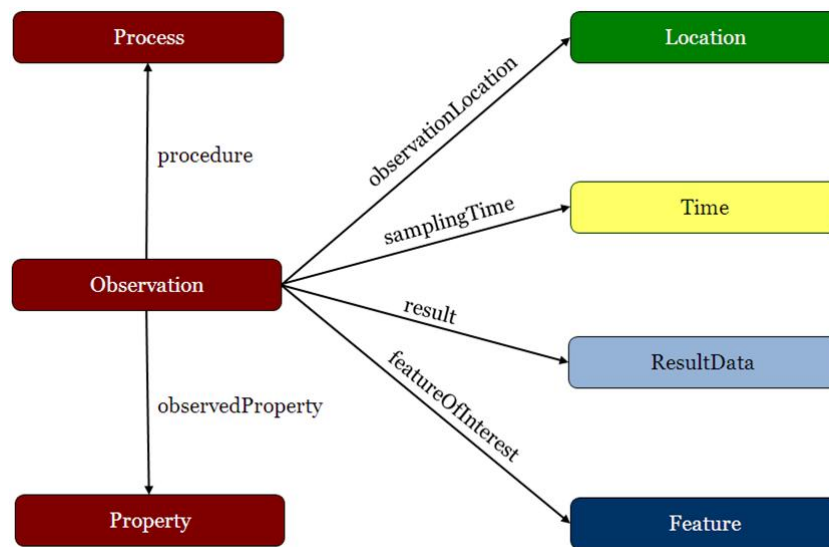 Process
Location
observationLocation
procedure
samplingTime
Time
Observation
result
ResultData
featureOfInterest
observedProperty
Property
Feature